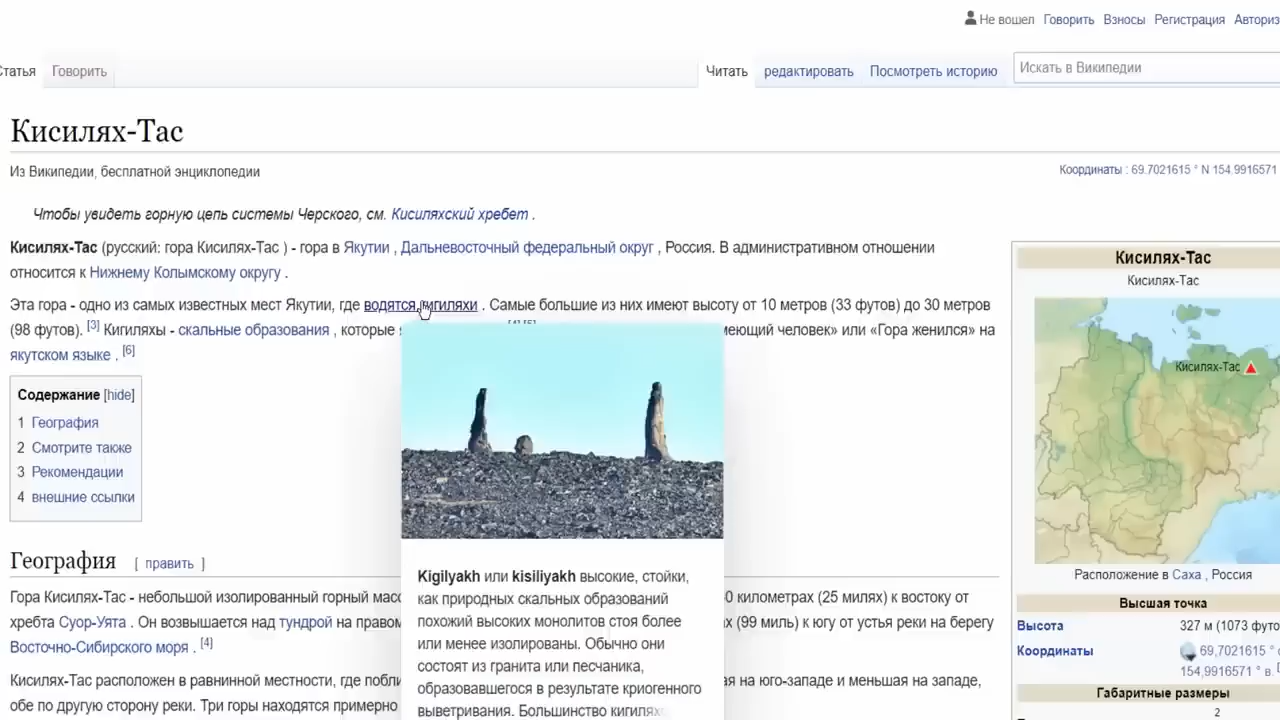 Не вошел Говорить Взносы Регистрация Авториз
Статья Говорить Читать редактировать Посмотреть историю Искать в Википедии
Кисилях-Тас
Из Википедии, бесплатной энциклопедии
Координаты : 69.7021615 ° N 154.9916571
Чтобы увидеть горную цепь системы Черского, см. Кисиляхский хребет .
Кисилях-Тас (русский: гора Кисилях-Тас ) - гора в Якутии , Дальневосточный федеральный округ , Россия. В административном отношении
относится к Нижнему Колымскому округу .
Эта гора - одно из самых известных мест Якутии, где водятся кигиляхи . Самые большие из них имеют высоту от 10 метров (33 футов) до 30 метров
(98 футов). [3] Кигиляхы - скальные образования , которые [4] [5] меющий человек» или «Гора женился» на
якутском языке . [6]
Содержание [hide]
1 География
2 Смотрите также
3 Рекомендации
4 внешние ссылки
География [ править ]
Гора Кисилях-Тас - небольшой изолированный горный масс 0 километрах (25 милях) к востоку от
хребта Суор-Уята . Он возвышается над тундрой на правом х (99 миль) к югу от устья реки на берегу
Восточно-Сибирского моря . [4]
Кисилях-Тас расположен в равнинной местности, где побли ая на юго-западе и меньшая на западе,
обе по другую сторону реки. Три горы находятся примерно
Kigilyakh или kisiliyakh высокие, стойки,
как природных скальных образований
похожий высоких монолитов стоя более
или менее изолированы. Обычно они
состоят из гранита или песчаника,
образовавшегося в результате криогенного
выветривания. Большинство кигилях
Кисилях-Тас
Кисилях-Тас
Кисилях-Тас
Расположение в Саха , Россия
Высшая точка
Высота 327 м (1073 футо
Координаты 69,7021615 ° с
154,9916571 ° в. [
Габаритные размеры
2